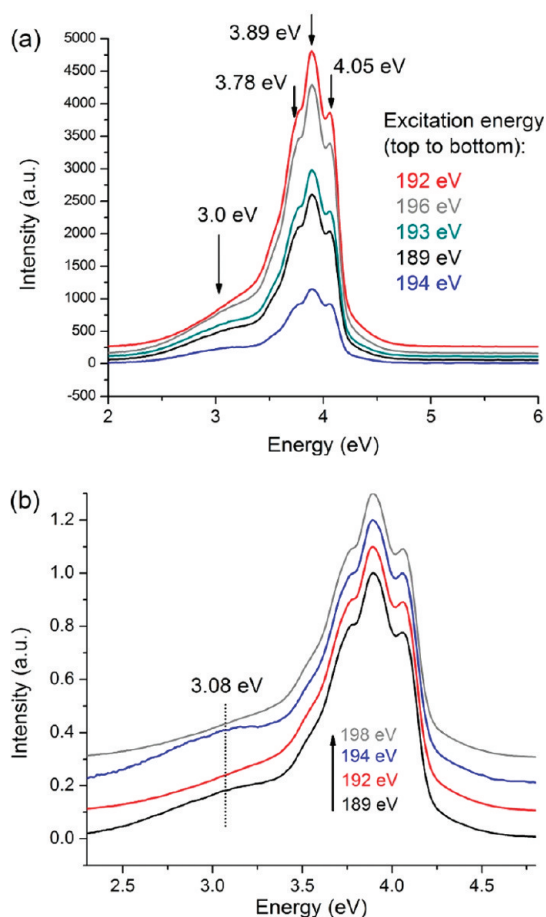 (a)
3.89 eV
3.78 eV
4.05 eV
3.0 eV
Excitation energy
(top to bottom):
192 eV
196 eV
193 eV
189 eV
194 eV
Intensity (a.u.)
5000
4500
4000
3500
3000
2500
2000
1500
1000
500
0
-500
2 3 4 5 6
Energy (eV)
(b)
Intensity (a.u.)
1.2
1.0
0.8
0.6
0.4
0.2
0.0
3.08 eV
198 eV
194 eV
192 eV
189 eV
2.5 3.0 3.5 4.0 4.5
Energy (eV)